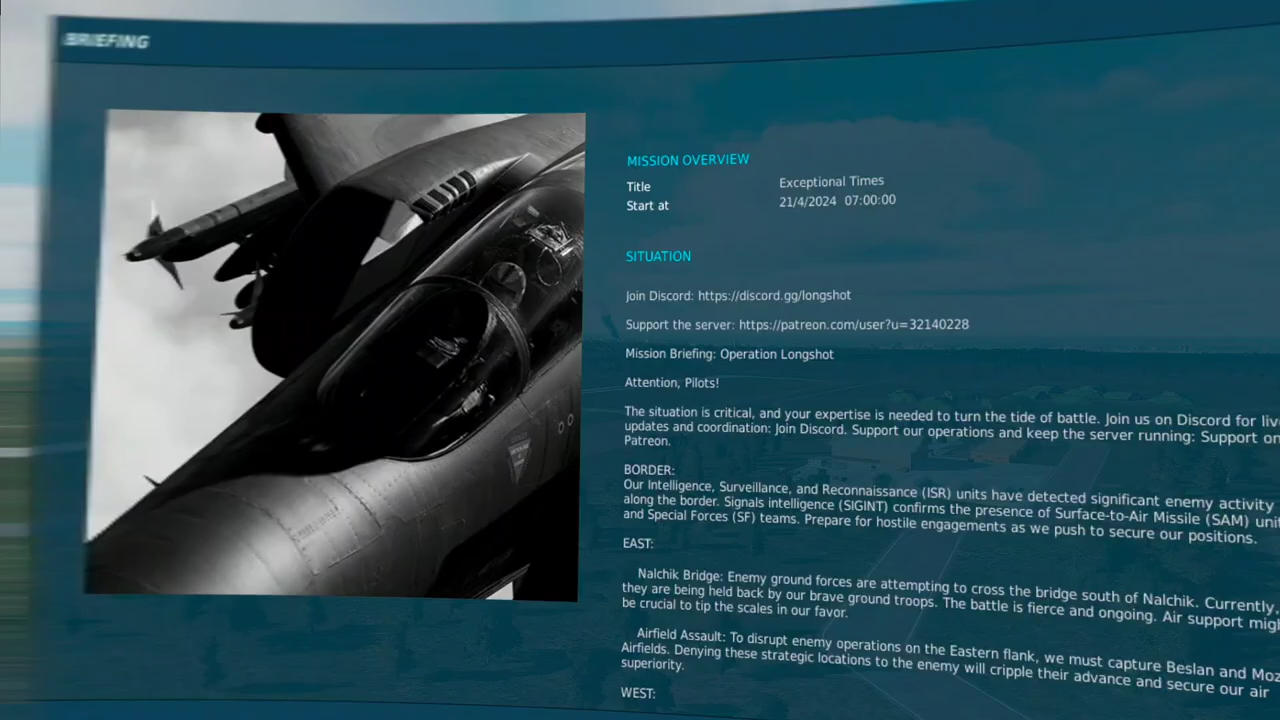 BRIEFING
MISSION OVERVIEW
Title Exceptional Times
Start at 21/4/2024 07:00:00
SITUATION
Join Discord: https://discord.gg/longshot
Support the server: https://patreon.com/user?u=32140228
Mission Briefing: Operation Longshot
Attention, Pilots!
The situation is critical, and your expertise is needed to turn the tide of battle. Join us on Discord for liv
updates and coordination: Join Discord. Support our operations and keep the server running: Support on
Patreon.
BORDER:
Our Intelligence, Surveillance, and Reconnaissance (ISR) units have detected significant enemy activity
along the border. Signals intelligence (SIGINT) confirms the presence of Surface-to-Air Missile (SAM) unit
and Special Forces (SF) teams. Prepare for hostile engagements as we push to secure our positions.
EAST:
Nalchik Bridge: Enemy ground forces are attempting to cross the bridge south of Nalchik. Currently,
they are being held back by our brave ground troops. The battle is fierce and ongoing. Air support migh
be crucial to tip the scales in our favor.
Airfield Assault: To disrupt enemy operations on the Eastern flank, we must capture Beslan and Moz
Airfields. Denying these strategic locations to the enemy will cripple their advance and secure our air
superiority.
WEST: